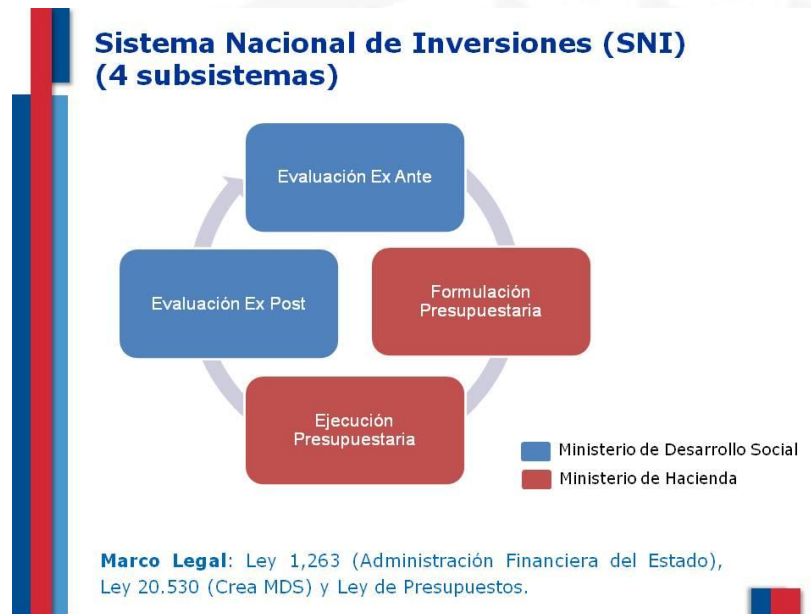 Sistema Nacional de Inversiones (SNI)
(4 subsistemas)
Evaluación Ex Ante
Evaluación Ex Post
Formulación
Presupuestaria
Ejecución
Presupuestaria
Ministerio de Desarrollo Social
Ministerio de Hacienda
Marco Legal: Ley 1,263 (Administración Financiera del Estado),
Ley 20.530 (Crea MDS) y Ley de Presupuestos.